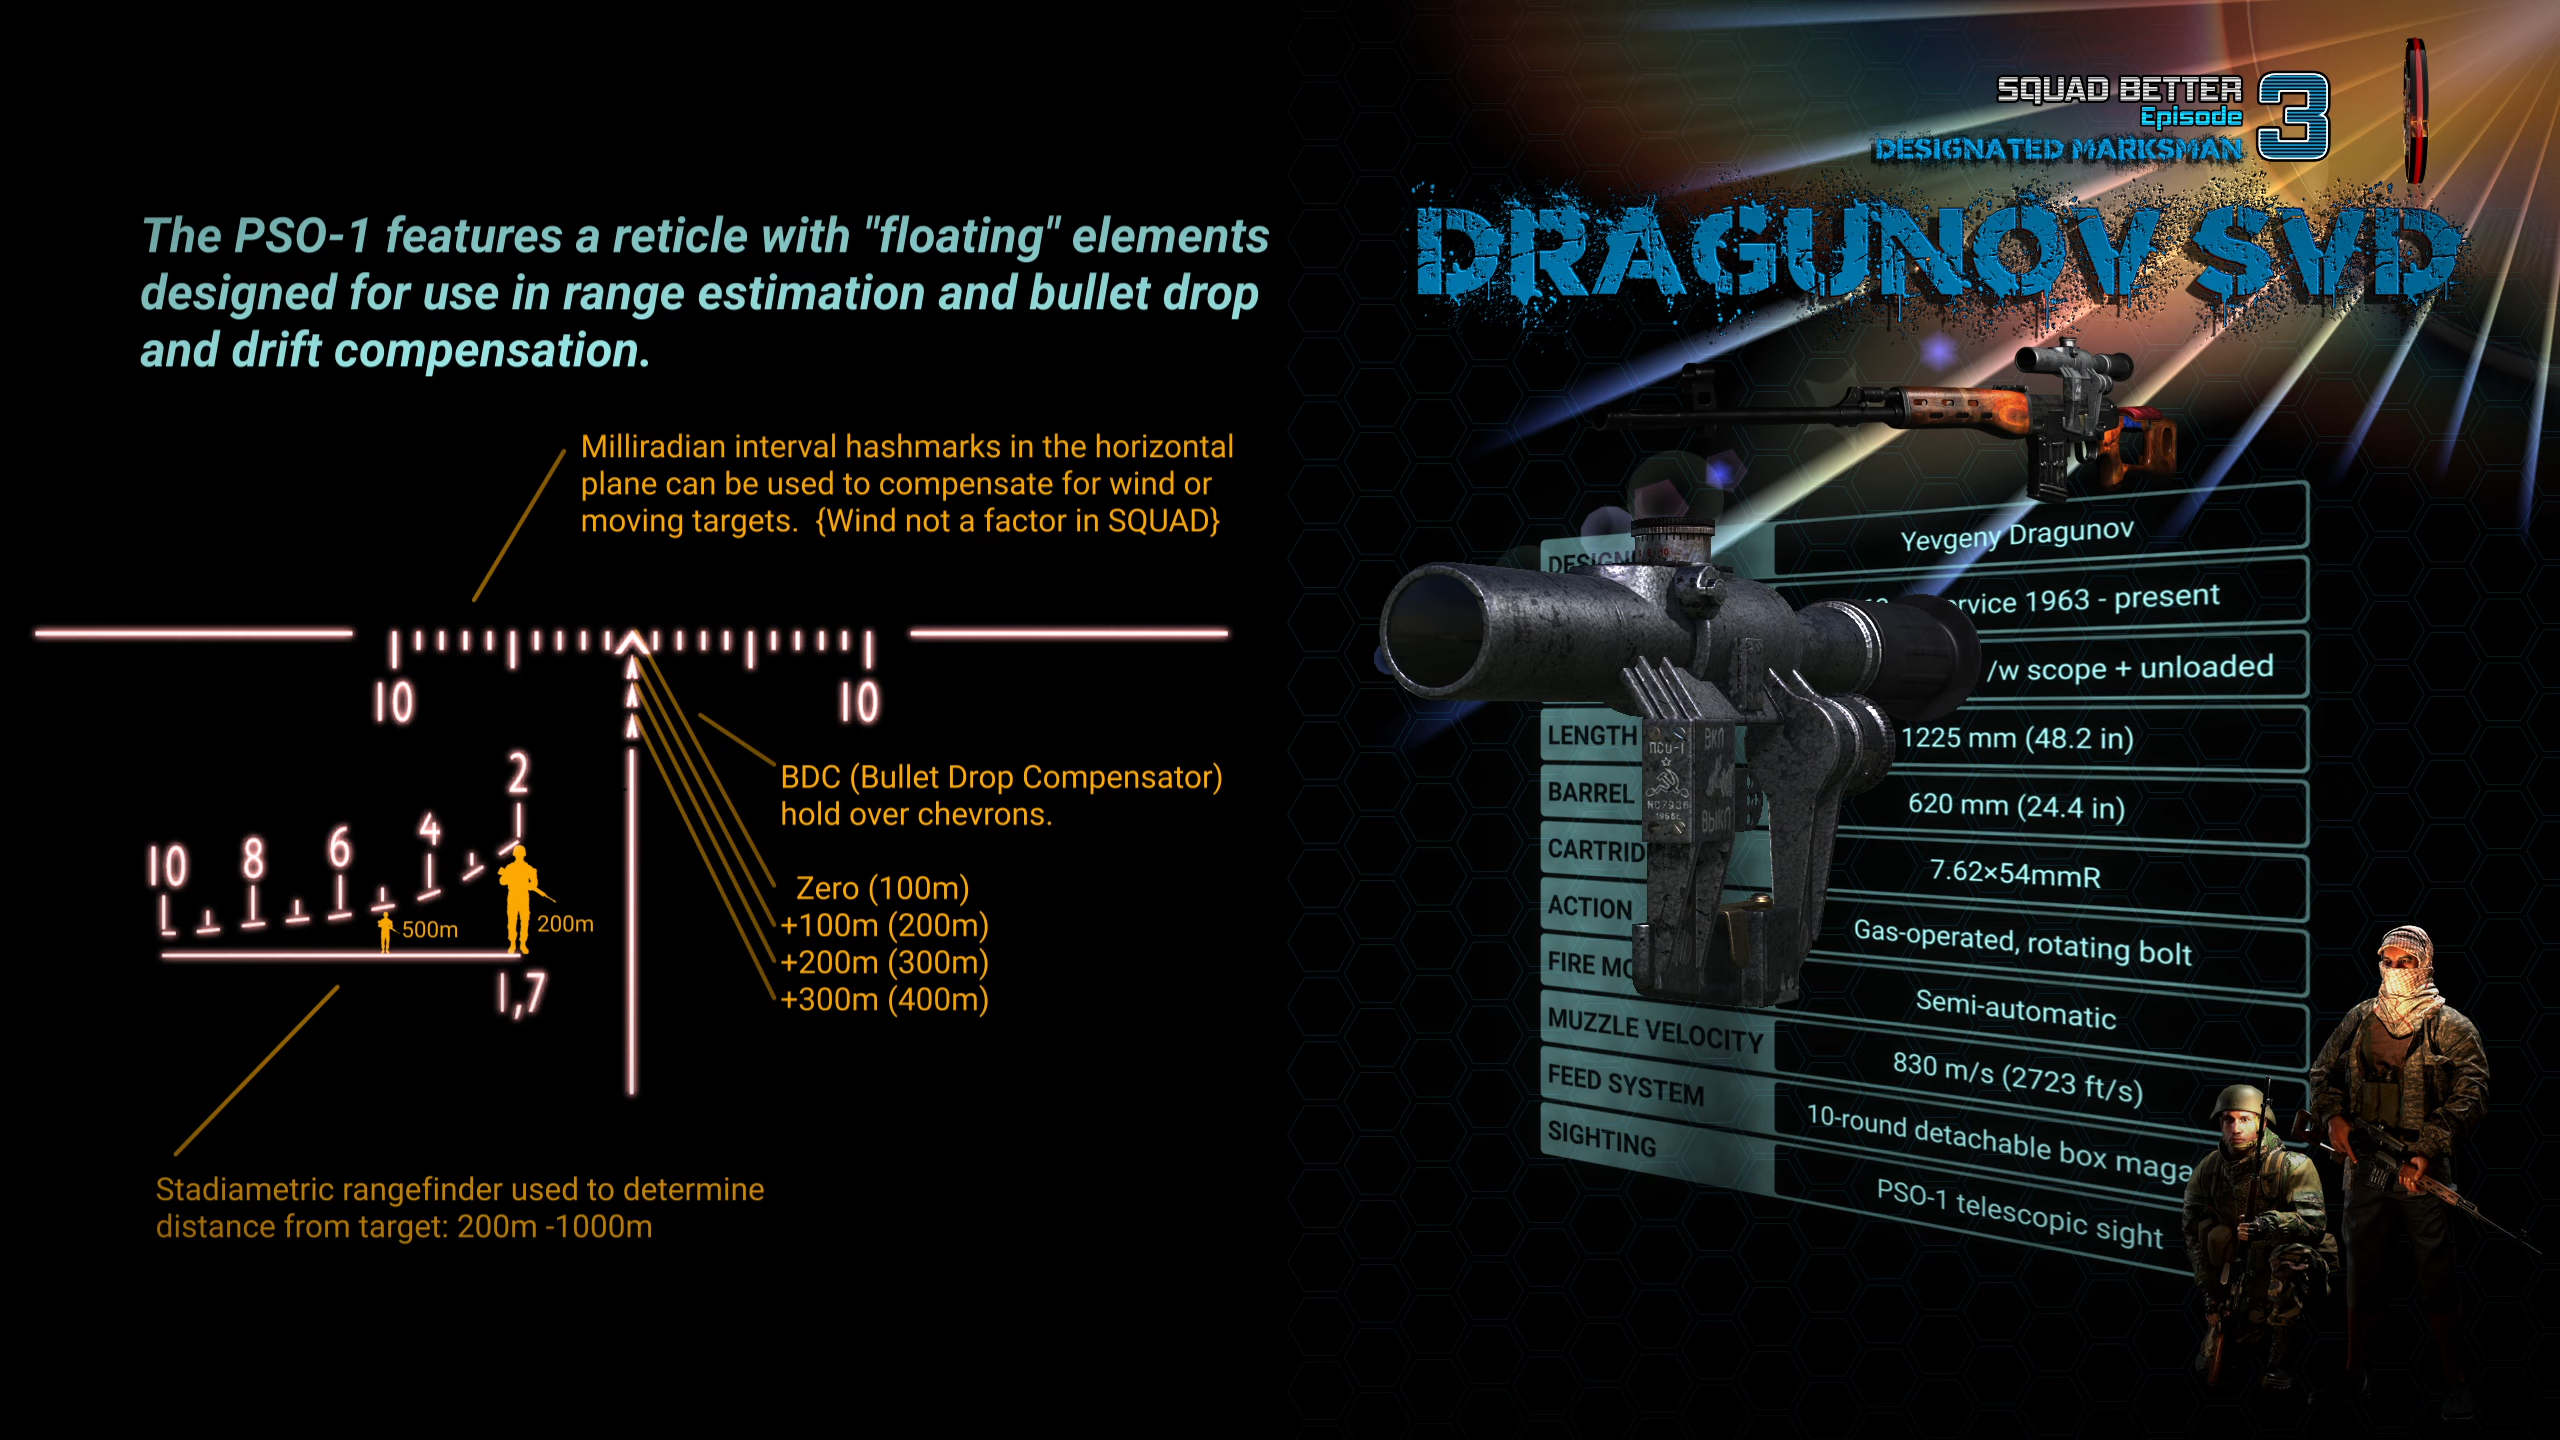 The PSO-1 features a reticle with "floating" elements
designed for use in range estimation and bullet drop
and drift compensation.
Milliradian interval hashmarks in the horizontal
plane can be used to compensate for wind or
moving targets. {Wind not a factor in SQUAD}
10
10
BDC (Bullet Drop Compensator)
hold over chevrons.
Zero (100m)
+100m (200m)
+200m (300m)
+300m (400m)
2
4
6
8
10
500m
200m
1,7
Stadiametric rangefinder used to determine
distance from target: 200m -1000m
SQUAD BETTER
Episode
3
DESIGNATED MARKSMAN
DRAGUNOV SVD
Yevgeny Dragunov
1963 - present
/w scope + unloaded
LENGTH 1225 mm (48.2 in)
BARREL 620 mm (24.4 in)
7.62×54mmR
ACTION Gas-operated, rotating bolt
FIRE Semi-automatic
MUZZLE VELOCITY 830 m/s (2723 ft/s)
FEED SYSTEM 10-round detachable box
SIGHTING PSO-1 telescopic sight
ПСО-1
ВКЛ
ВЫКЛ